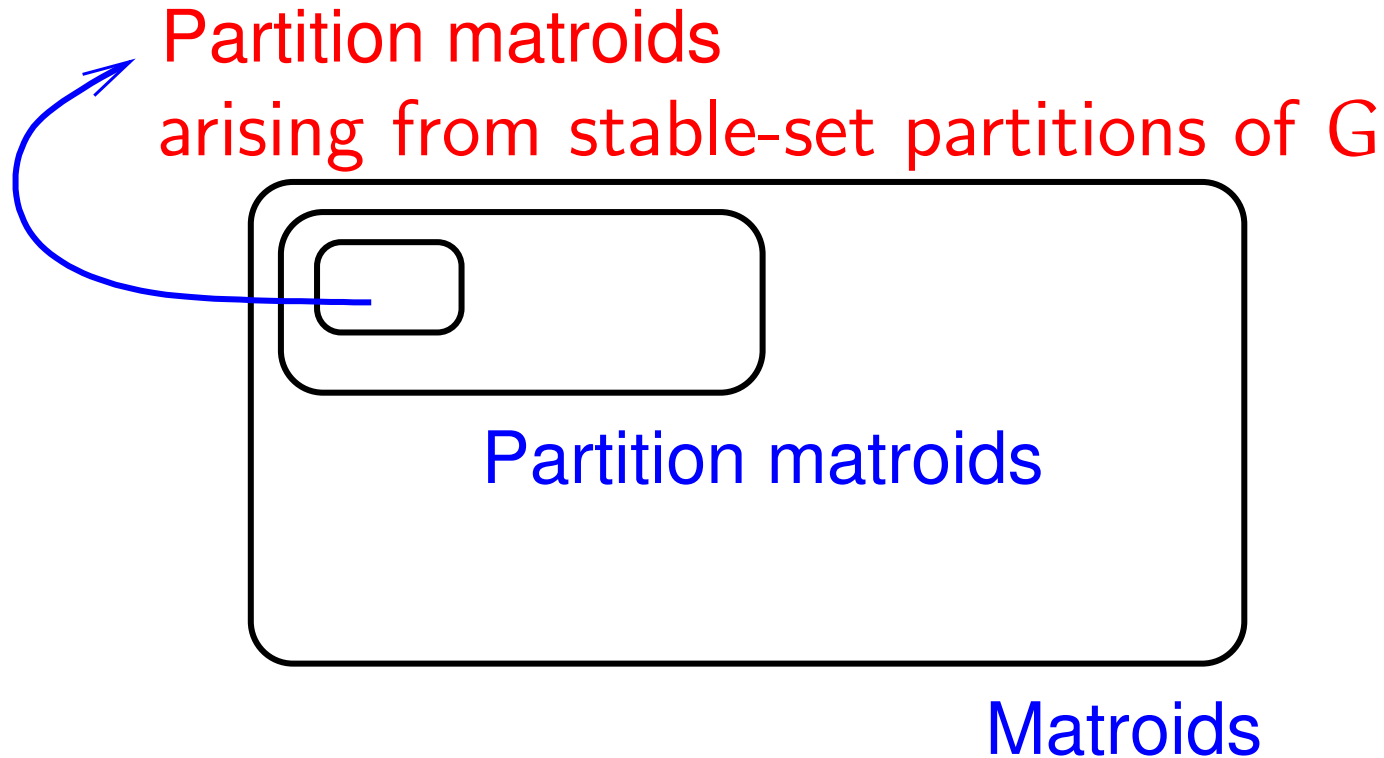 Partition matroids
arising from stable-set partitions of G
Partition matroids
Matroids